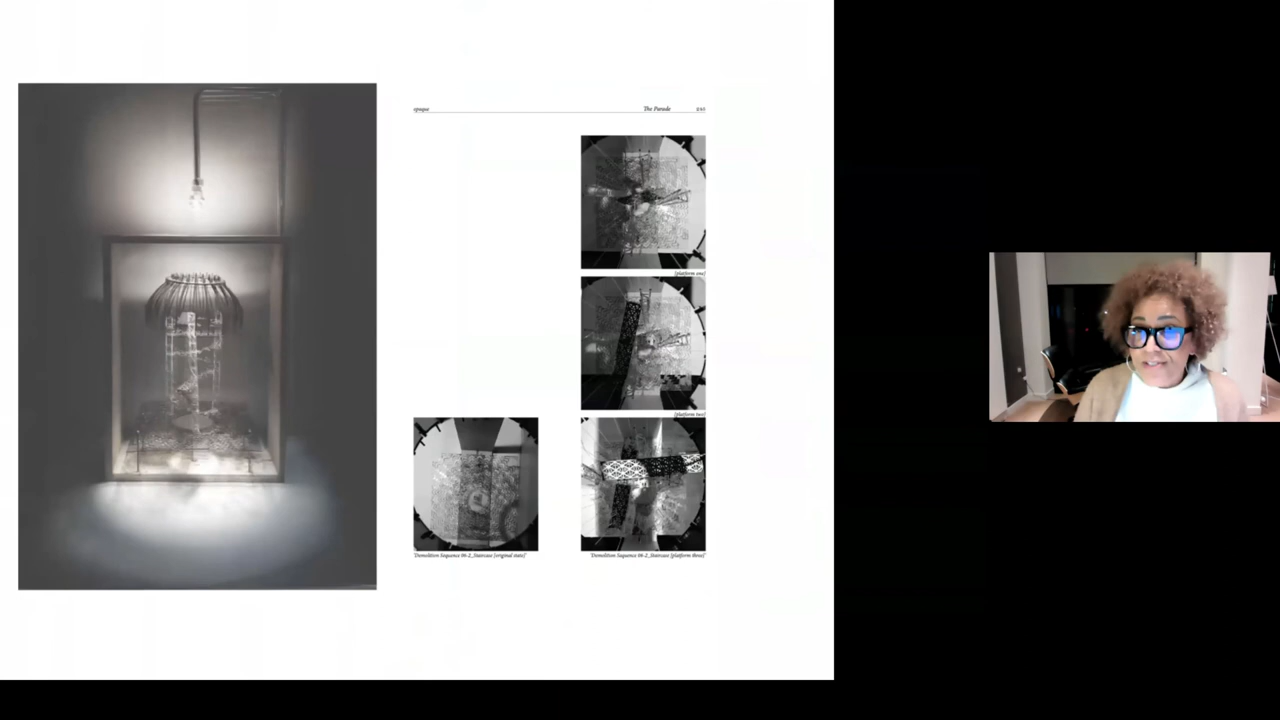 opaque
The Parade
[platform one]
[platform two]
'Demolition Sequence 06-2_Staircase [original state]'
'Demolition Sequence 06-2_Staircase [platform three]'